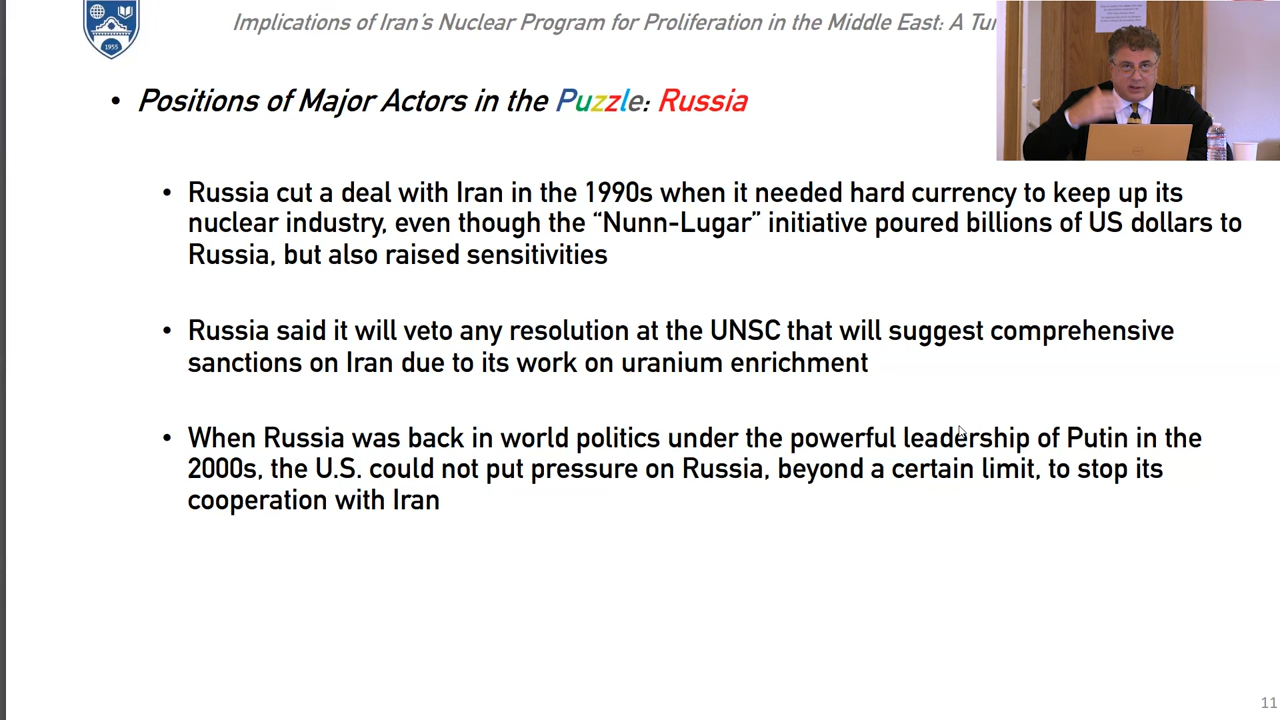 Implications of Iran's Nuclear Program for Proliferation in the Middle East: A
1955
• Positions of Major Actors in the Puzzle: Russia
• Russia cut a deal with Iran in the 1990s when it needed hard currency to keep up its
nuclear industry, even though the “Nunn-Lugar” initiative poured billions of US dollars to
Russia, but also raised sensitivities
• Russia said it will veto any resolution at the UNSC that will suggest comprehensive
sanctions on Iran due to its work on uranium enrichment
• When Russia was back in world politics under the powerful leadership of Putin in the
2000s, the U.S. could not put pressure on Russia, beyond a certain limit, to stop its
cooperation with Iran
11